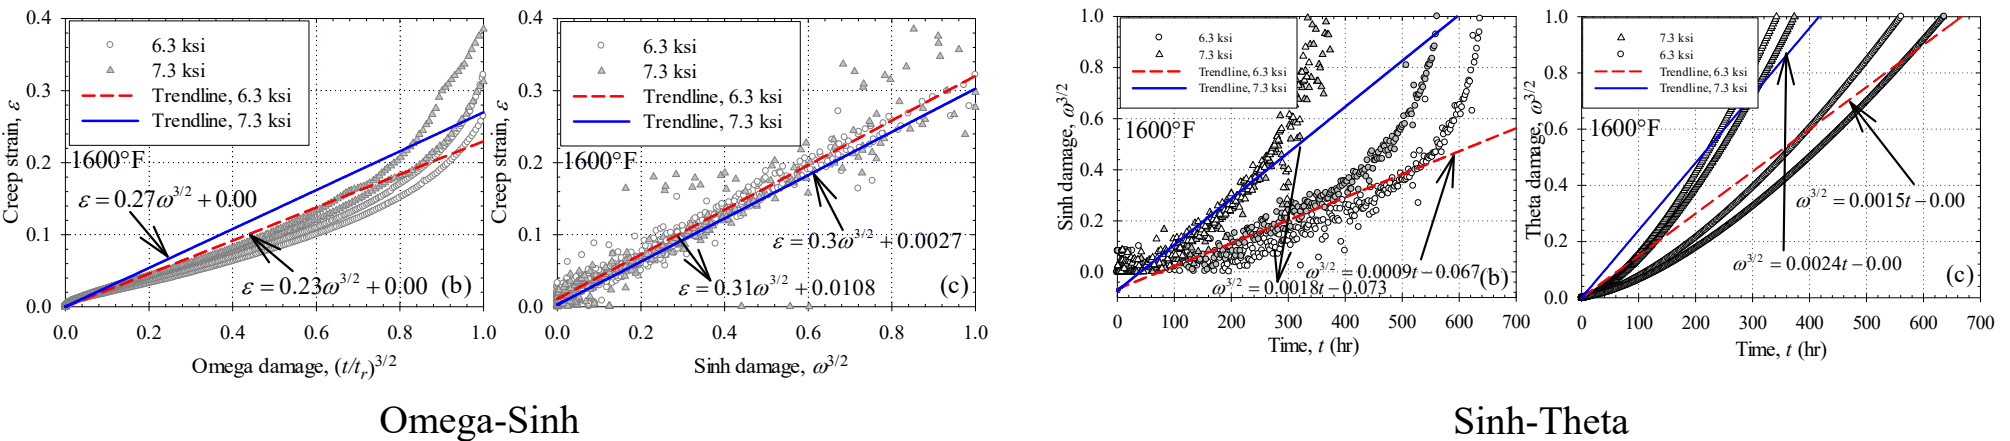 Creep strain, ε
0.4
0.3
0.2
0.1
0.0
6.3 ksi
7.3 ksi
Trendline, 6.3 ksi
Trendline, 7.3 ksi
1600°F
ε = 0.27ω^3/2 + 0.00
ε = 0.23ω^3/2 + 0.00
(b)
0.0 0.2 0.4 0.6 0.8 1.0
Omega damage, (t/t_r)^3/2
Creep strain, ε
0.4
0.3
0.2
0.1
0.0
6.3 ksi
7.3 ksi
Trendline, 6.3 ksi
Trendline, 7.3 ksi
1600°F
ε = 0.3ω^3/2 + 0.0027
ε = 0.31ω^3/2 + 0.0108
(c)
0.0 0.2 0.4 0.6 0.8 1.0
Sinh damage, ω^3/2
Omega-Sinh
Sinh damage, ω^3/2
1.0
0.8
0.6
0.4
0.2
0.0
6.3 ksi
7.3 ksi
Trendline, 6.3 ksi
Trendline, 7.3 ksi
1600°F
ω^3/2 = 0.0009t − 0.067
ω^3/2 = 0.0018t − 0.073
(b)
0 100 200 300 400 500 600 700
Time, t (hr)
Theta damage, ω^3/2
1.0
0.8
0.6
0.4
0.2
0.0
7.3 ksi
6.3 ksi
Trendline, 6.3 ksi
Trendline, 7.3 ksi
1600°F
ω^3/2 = 0.0015t − 0.00
ω^3/2 = 0.0024t − 0.00
(c)
0 100 200 300 400 500 600 700
Time, t (hr)
Sinh-Theta